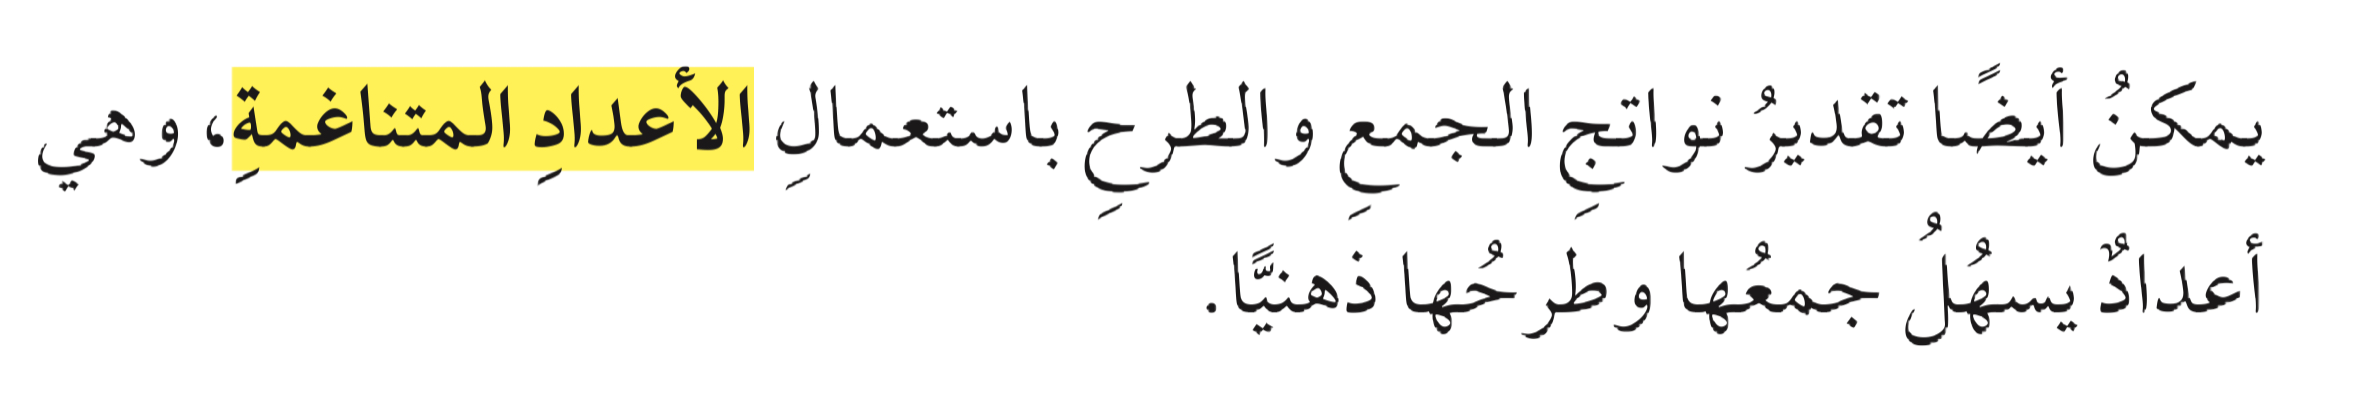 يمكنُ أيضًا تقديرُ نواتجِ الجمعِ والطرحِ باستعمالِ الأعدادِ المتناغمةِ، وهي
أعدادٌ يسهُلُ جمعُها وطرحُها ذهنيًّا.